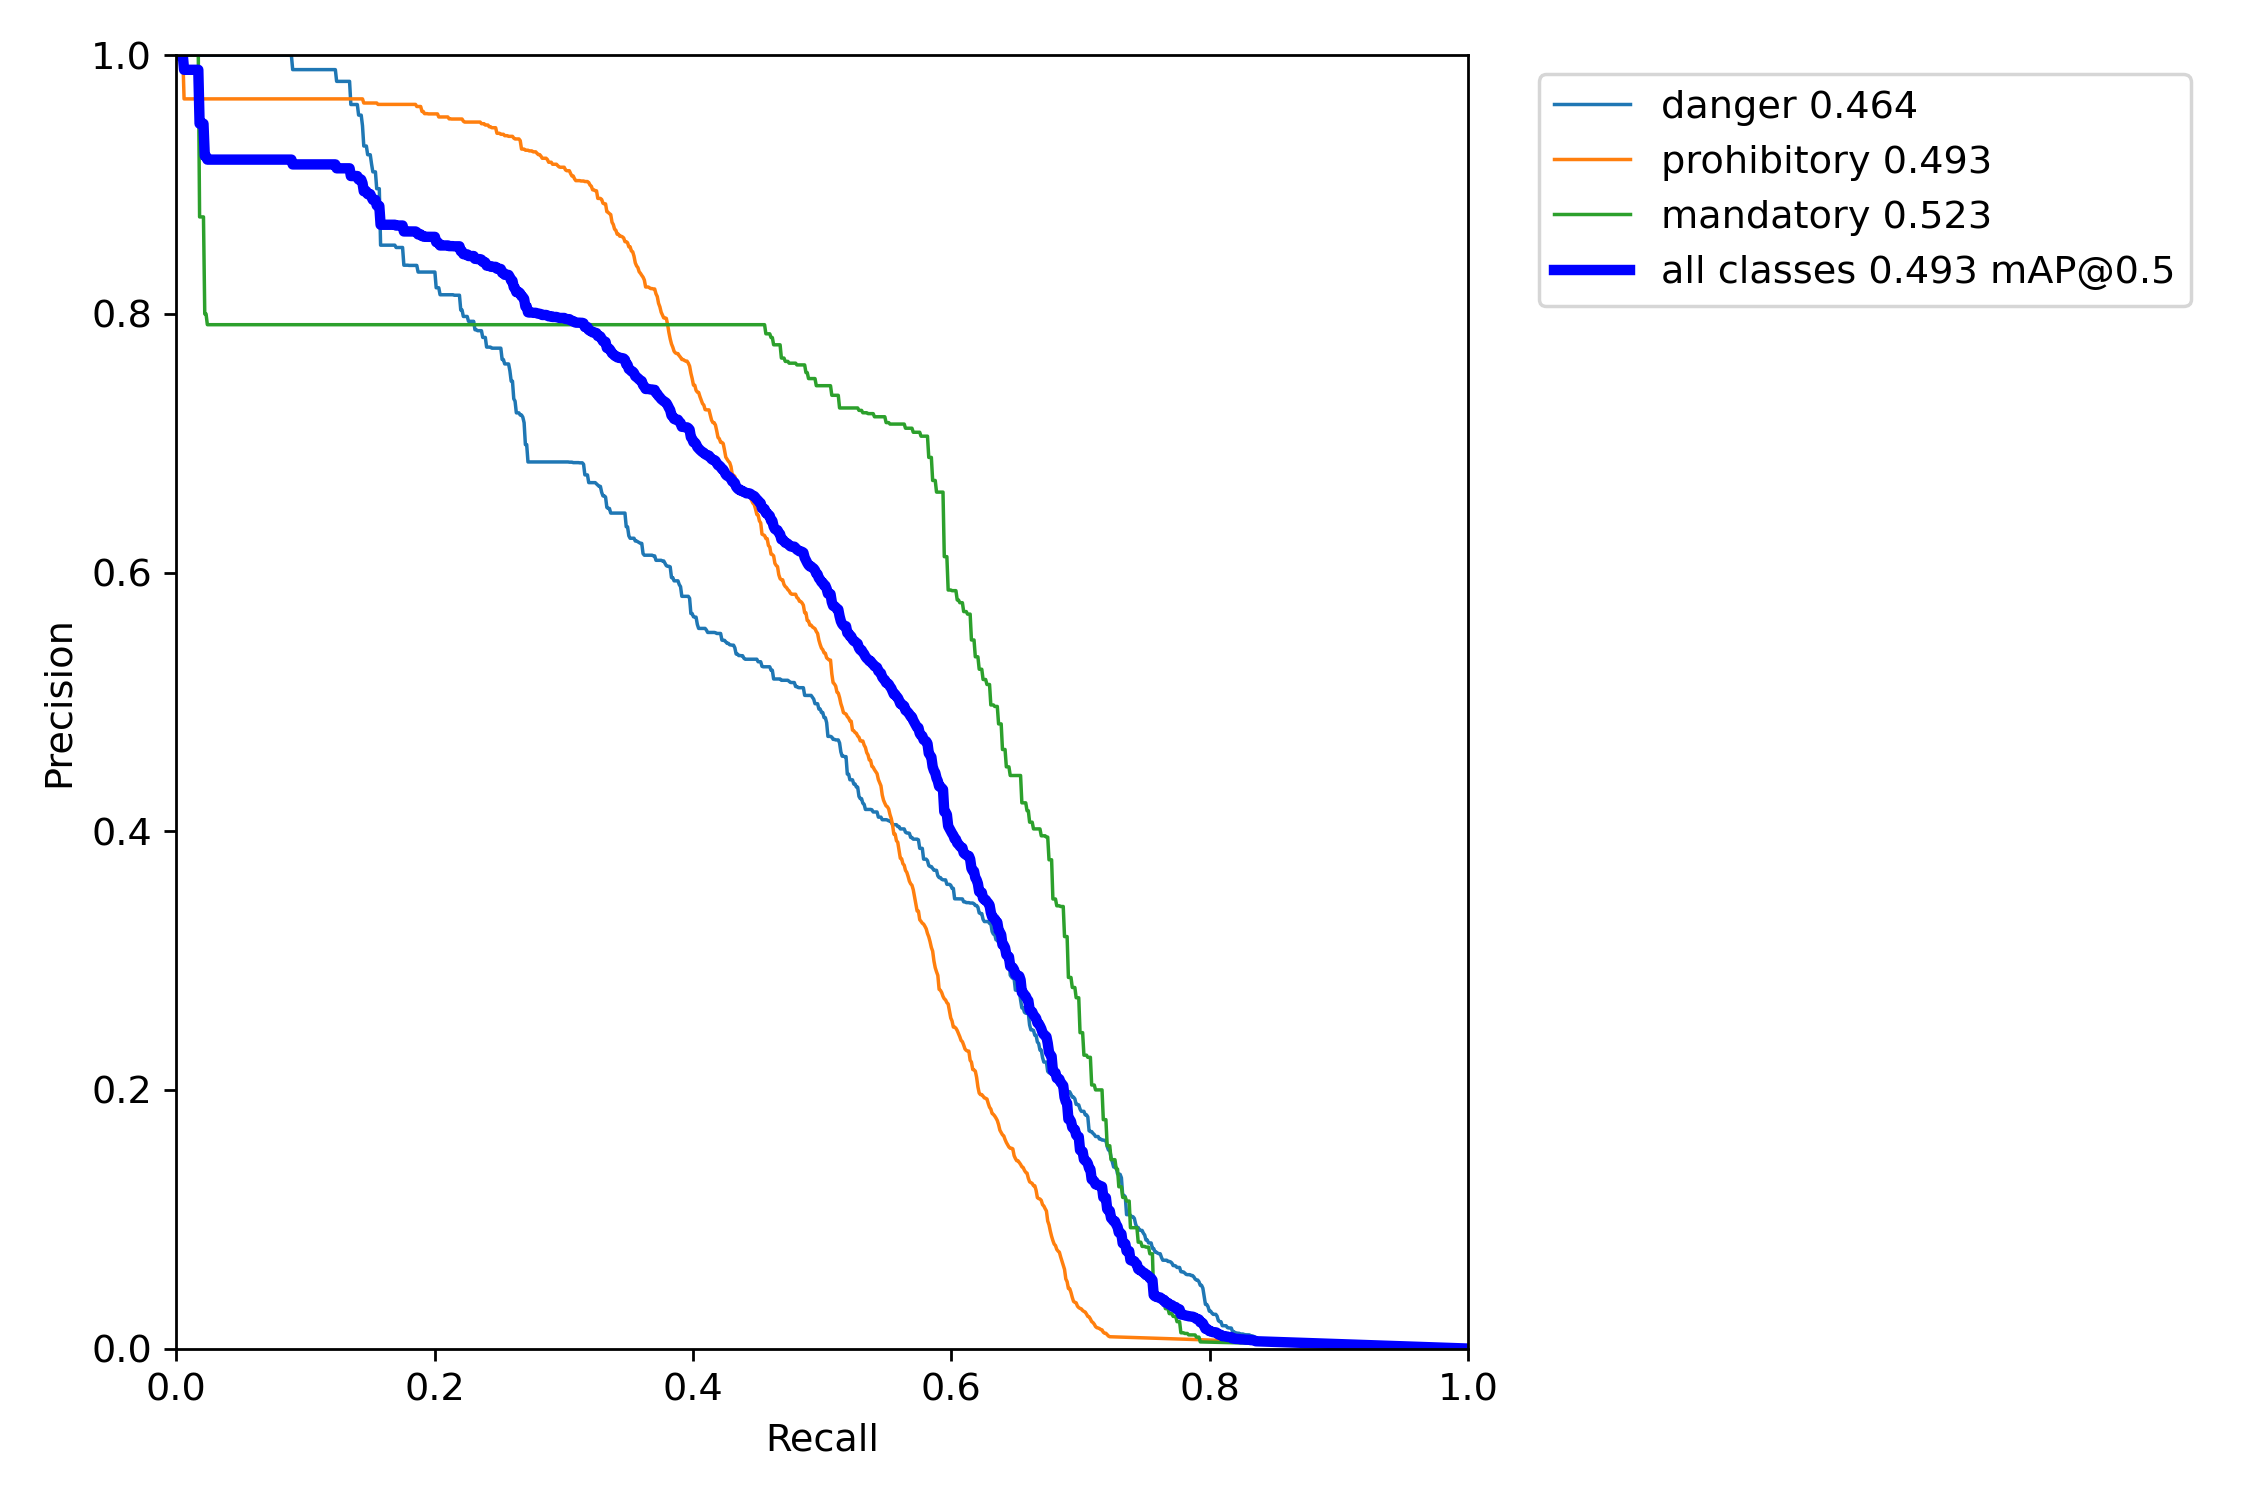 1.0
0.8
0.6
0.4
0.2
0.0
Precision
0.0 0.2 0.4 0.6 0.8 1.0
Recall
danger 0.464
prohibitory 0.493
mandatory 0.523
all classes 0.493 mAP@0.5